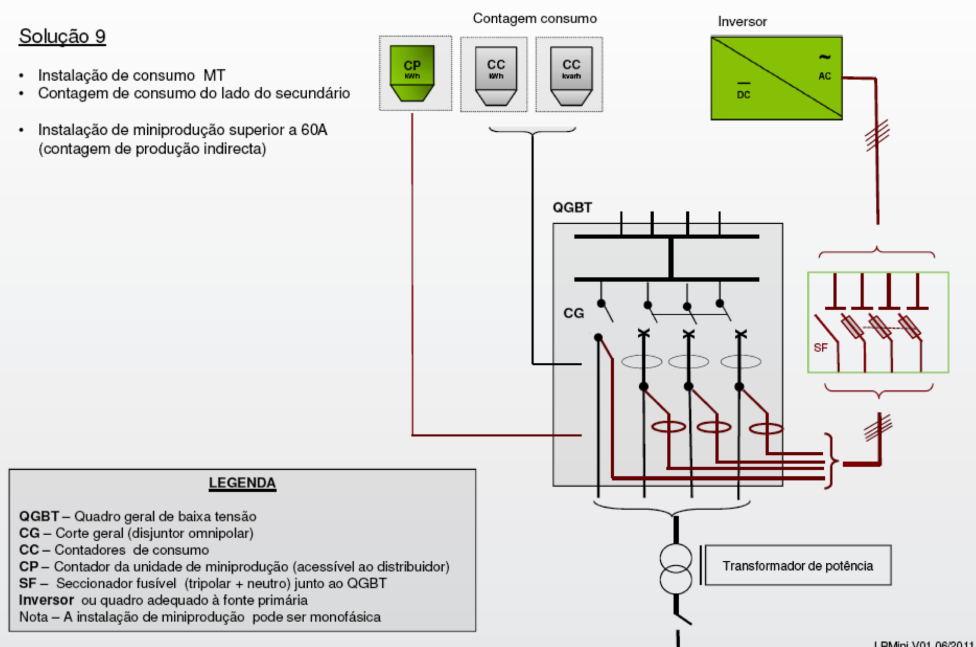 Solução 9
• Instalação de consumo MT
• Contagem de consumo do lado do secundário
• Instalação de miniprodução superior a 60A
(contagem de produção indirecta)
Contagem consumo
CP
kWh
CC
kWh
CC
kvarh
Inversor
~
AC
DC
QGBT
CG
SF
Transformador de potência
LEGENDA
QGBT – Quadro geral de baixa tensão
CG – Corte geral (disjuntor omnipolar)
CC – Contadores de consumo
CP – Contador da unidade de miniprodução (acessível ao distribuidor)
SF – Seccionador fusível (tripolar + neutro) junto ao QGBT
Inversor ou quadro adequado à fonte primária
Nota – A instalação de miniprodução pode ser monofásica
V01 06/2011